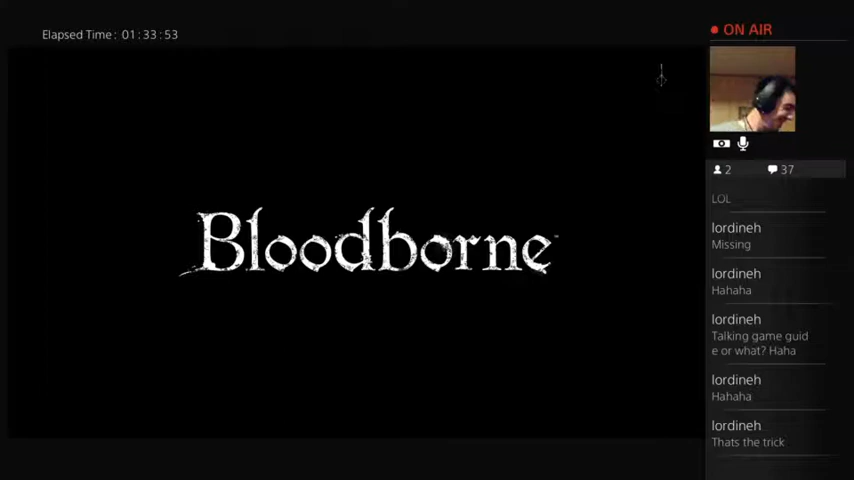 Elapsed Time: 01:33:53
ON AIR
2
37
LOL
lordineh
Missing
Bloodborne™
lordineh
Hahaha
lordineh
Talking game guid
e or what? Haha
lordineh
Hahaha
lordineh
Thats the trick